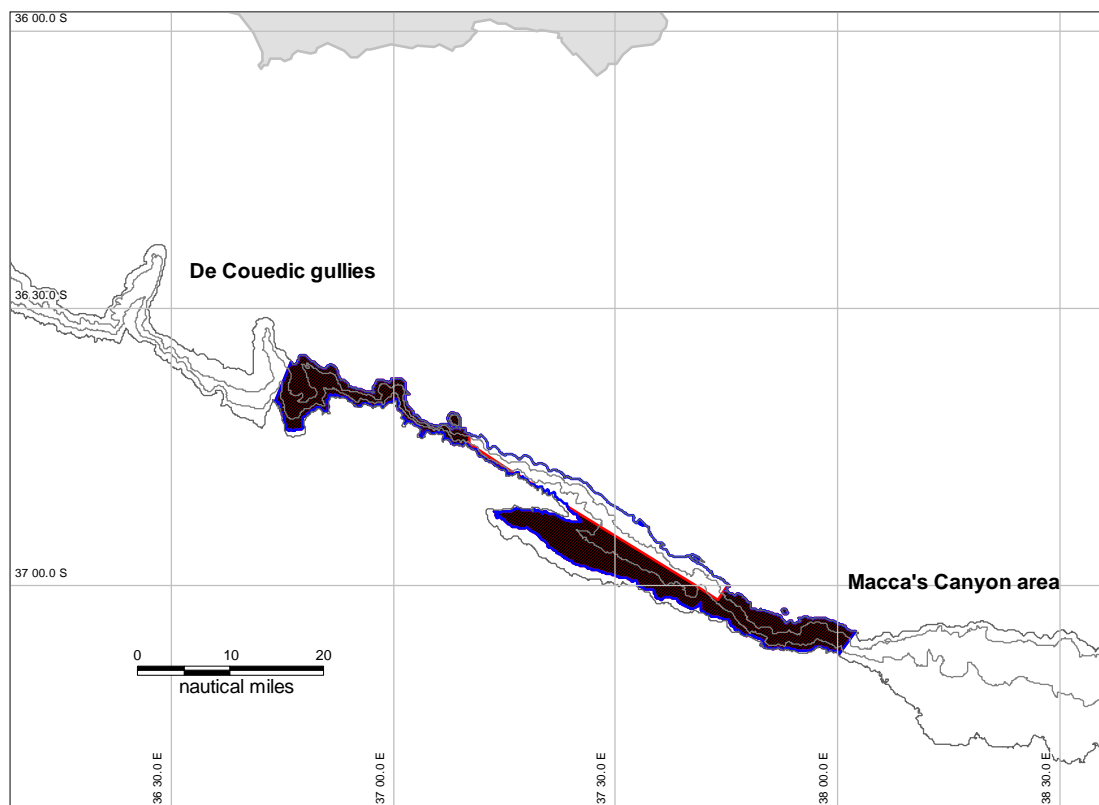 36 00.0 S
De Couedic gullies
36 30.0 S
37 00.0 S
Macca's Canyon area
0 10 20
nautical miles
36 30.0 E
37 00.0 E
37 30.0 E
38 00.0 E
38 30.0 E